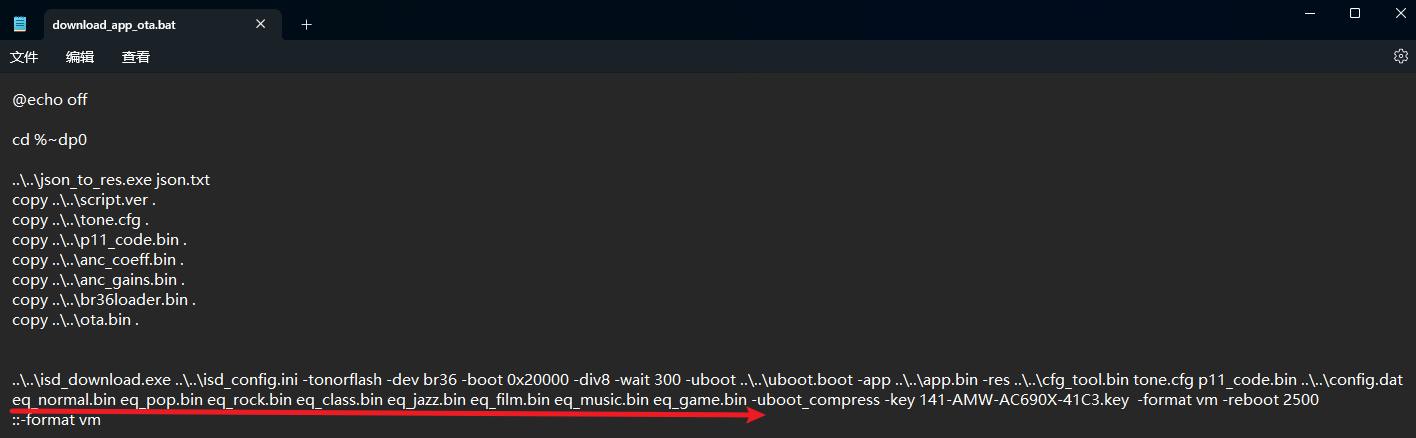 download_app_ota.bat
文件 编辑 查看
@echo off
cd %~dp0
..\..\json_to_res.exe json.txt
copy ..\..\script.ver .
copy ..\..\tone.cfg .
copy ..\..\p11_code.bin .
copy ..\..\anc_coeff.bin .
copy ..\..\anc_gains.bin .
copy ..\..\br36loader.bin .
copy ..\..\ota.bin .
..\..\isd_download.exe ..\..\isd_config.ini -tonorflash -dev br36 -boot 0x20000 -div8 -wait 300 -uboot ..\..\uboot.boot -app ..\..\app.bin -res ..\..\cfg_tool.bin tone.cfg p11_code.bin ..\..\config.dat
eq_normal.bin eq_pop.bin eq_rock.bin eq_class.bin eq_jazz.bin eq_film.bin eq_music.bin eq_game.bin -uboot_compress -key 141-AMW-AC690X-41C3.key  -format vm -reboot 2500
::-format vm